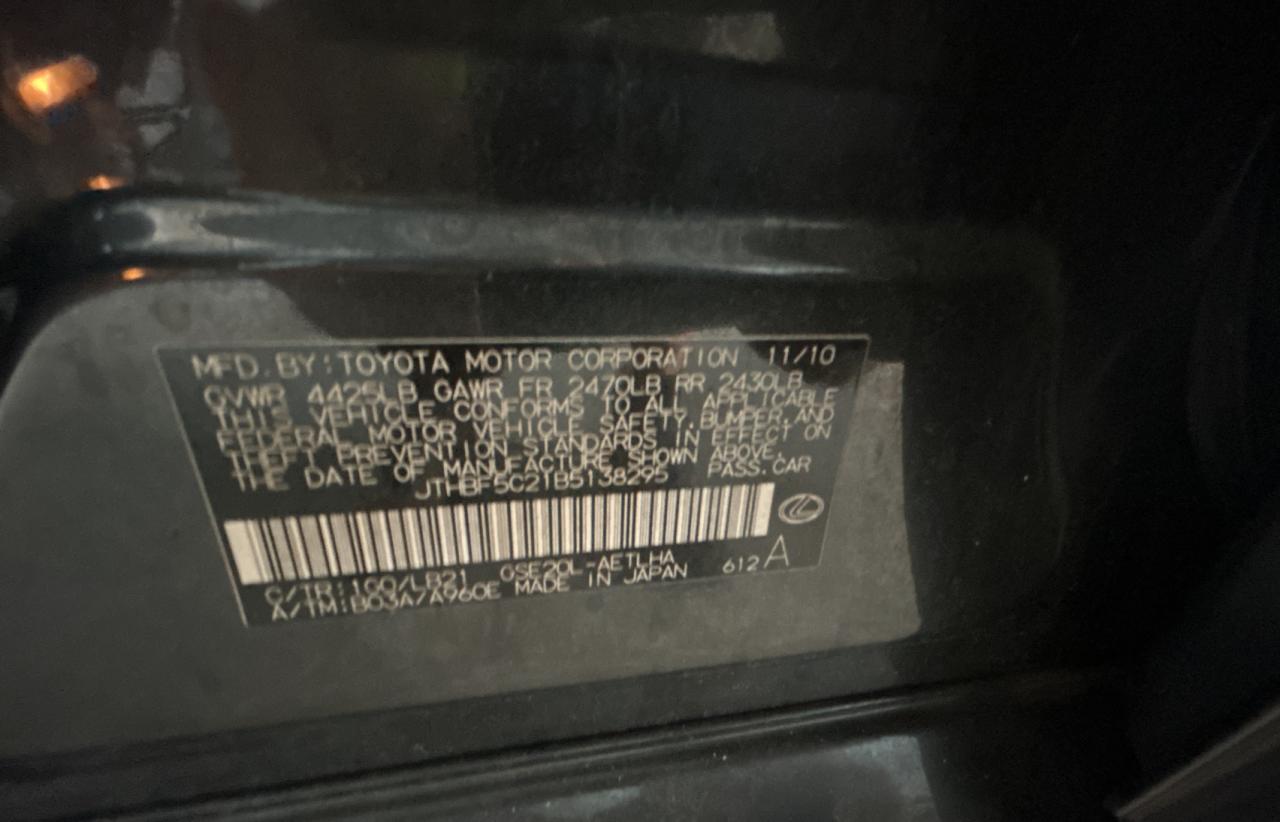 MFD. BY: TOYOTA MOTOR CORPORATION 11/10
GVWR 4425LB GAWR FR 2470LB RR 2430LB
THIS VEHICLE CONFORMS TO ALL APPLICABLE
FEDERAL MOTOR VEHICLE SAFETY, BUMPER, AND
THEFT PREVENTION STANDARDS IN EFFECT ON
THE DATE OF MANUFACTURE SHOWN ABOVE.
JTHBF5C21B5138295 PASS. CAR
C/TR: 1G0/LB21 GSE20L-AETLHA
A/TM: B03A/A960E MADE IN JAPAN 612 A